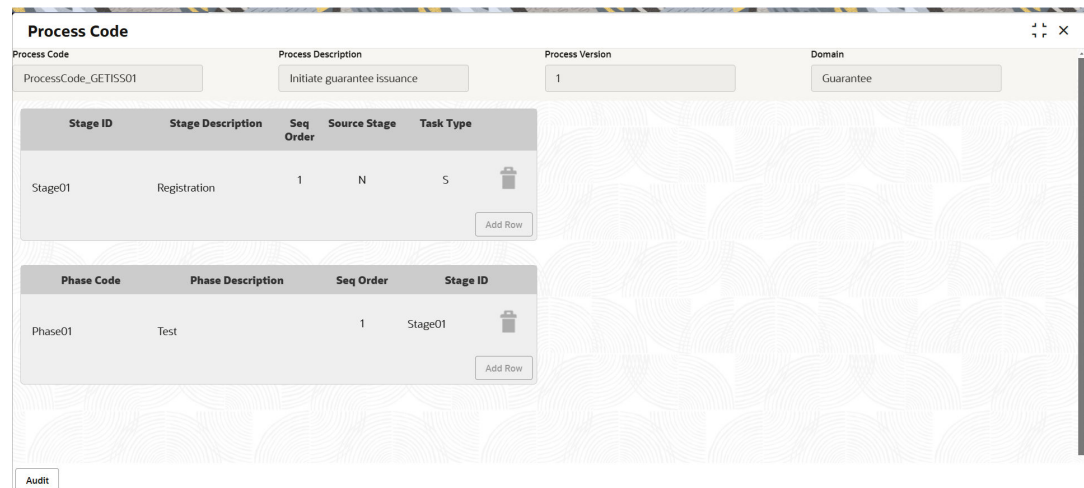 Process Code
Process Code Process Description Process Version Domain
ProcessCode_GETISS01 Initiate guarantee issuance 1 Guarantee
Stage ID Stage Description Seq Order Source Stage Task Type
Stage01 Registration 1 N S
Add Row
Phase Code Phase Description Seq Order Stage ID
Phase01 Test 1 Stage01
Add Row
Audit